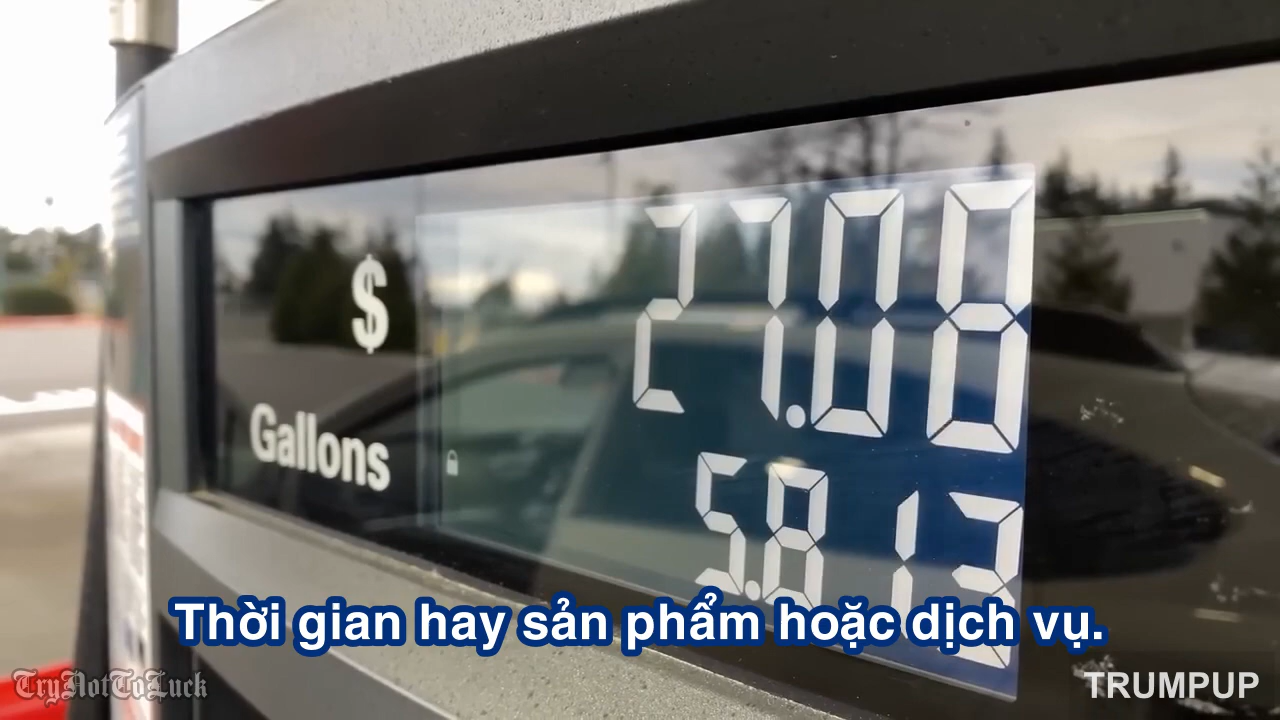 $ 27.08
Gallons 5.813
Thời gian hay sản phẩm hoặc dịch vụ.
TryNotToLuck
TRUMPUP